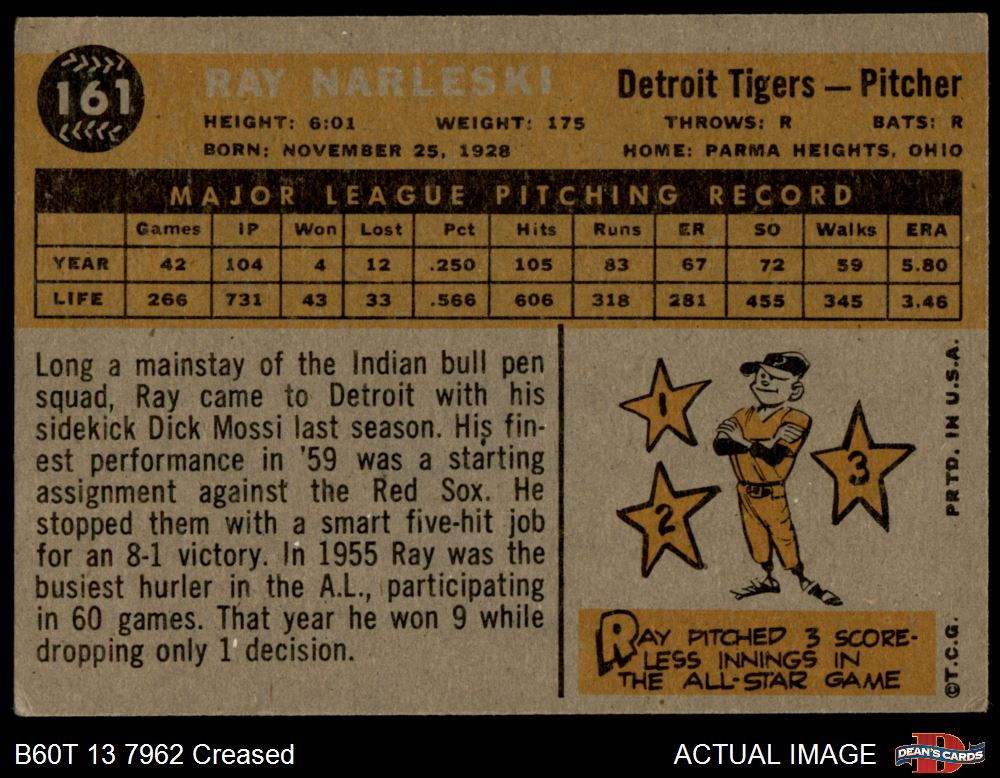 161
RAY NARLESKI
Detroit Tigers — Pitcher
HEIGHT: 6:01 WEIGHT: 175 THROWS: R BATS: R
BORN: NOVEMBER 25, 1928 HOME: PARMA HEIGHTS, OHIO
MAJOR LEAGUE PITCHING RECORD
Games IP Won Lost Pct Hits Runs ER SO Walks ERA
YEAR 42 104 4 12 .250 105 83 67 72 59 5.80
LIFE 266 731 43 33 .566 606 318 281 455 345 3.46
Long a mainstay of the Indian bull pen
squad, Ray came to Detroit with his
sidekick Dick Mossi last season. His fin-
est performance in '59 was a starting
assignment against the Red Sox. He
stopped them with a smart five-hit job
for an 8-1 victory. In 1955 Ray was the
busiest hurler in the A.L., participating
in 60 games. That year he won 9 while
dropping only 1 decision.
1
2
3
RAY PITCHED 3 SCORE-
LESS INNINGS IN
THE ALL-STAR GAME
©T.C.G. PRTD. IN U.S.A.
B60T 13 7962 Creased
ACTUAL IMAGE
DEAN'S CARDS